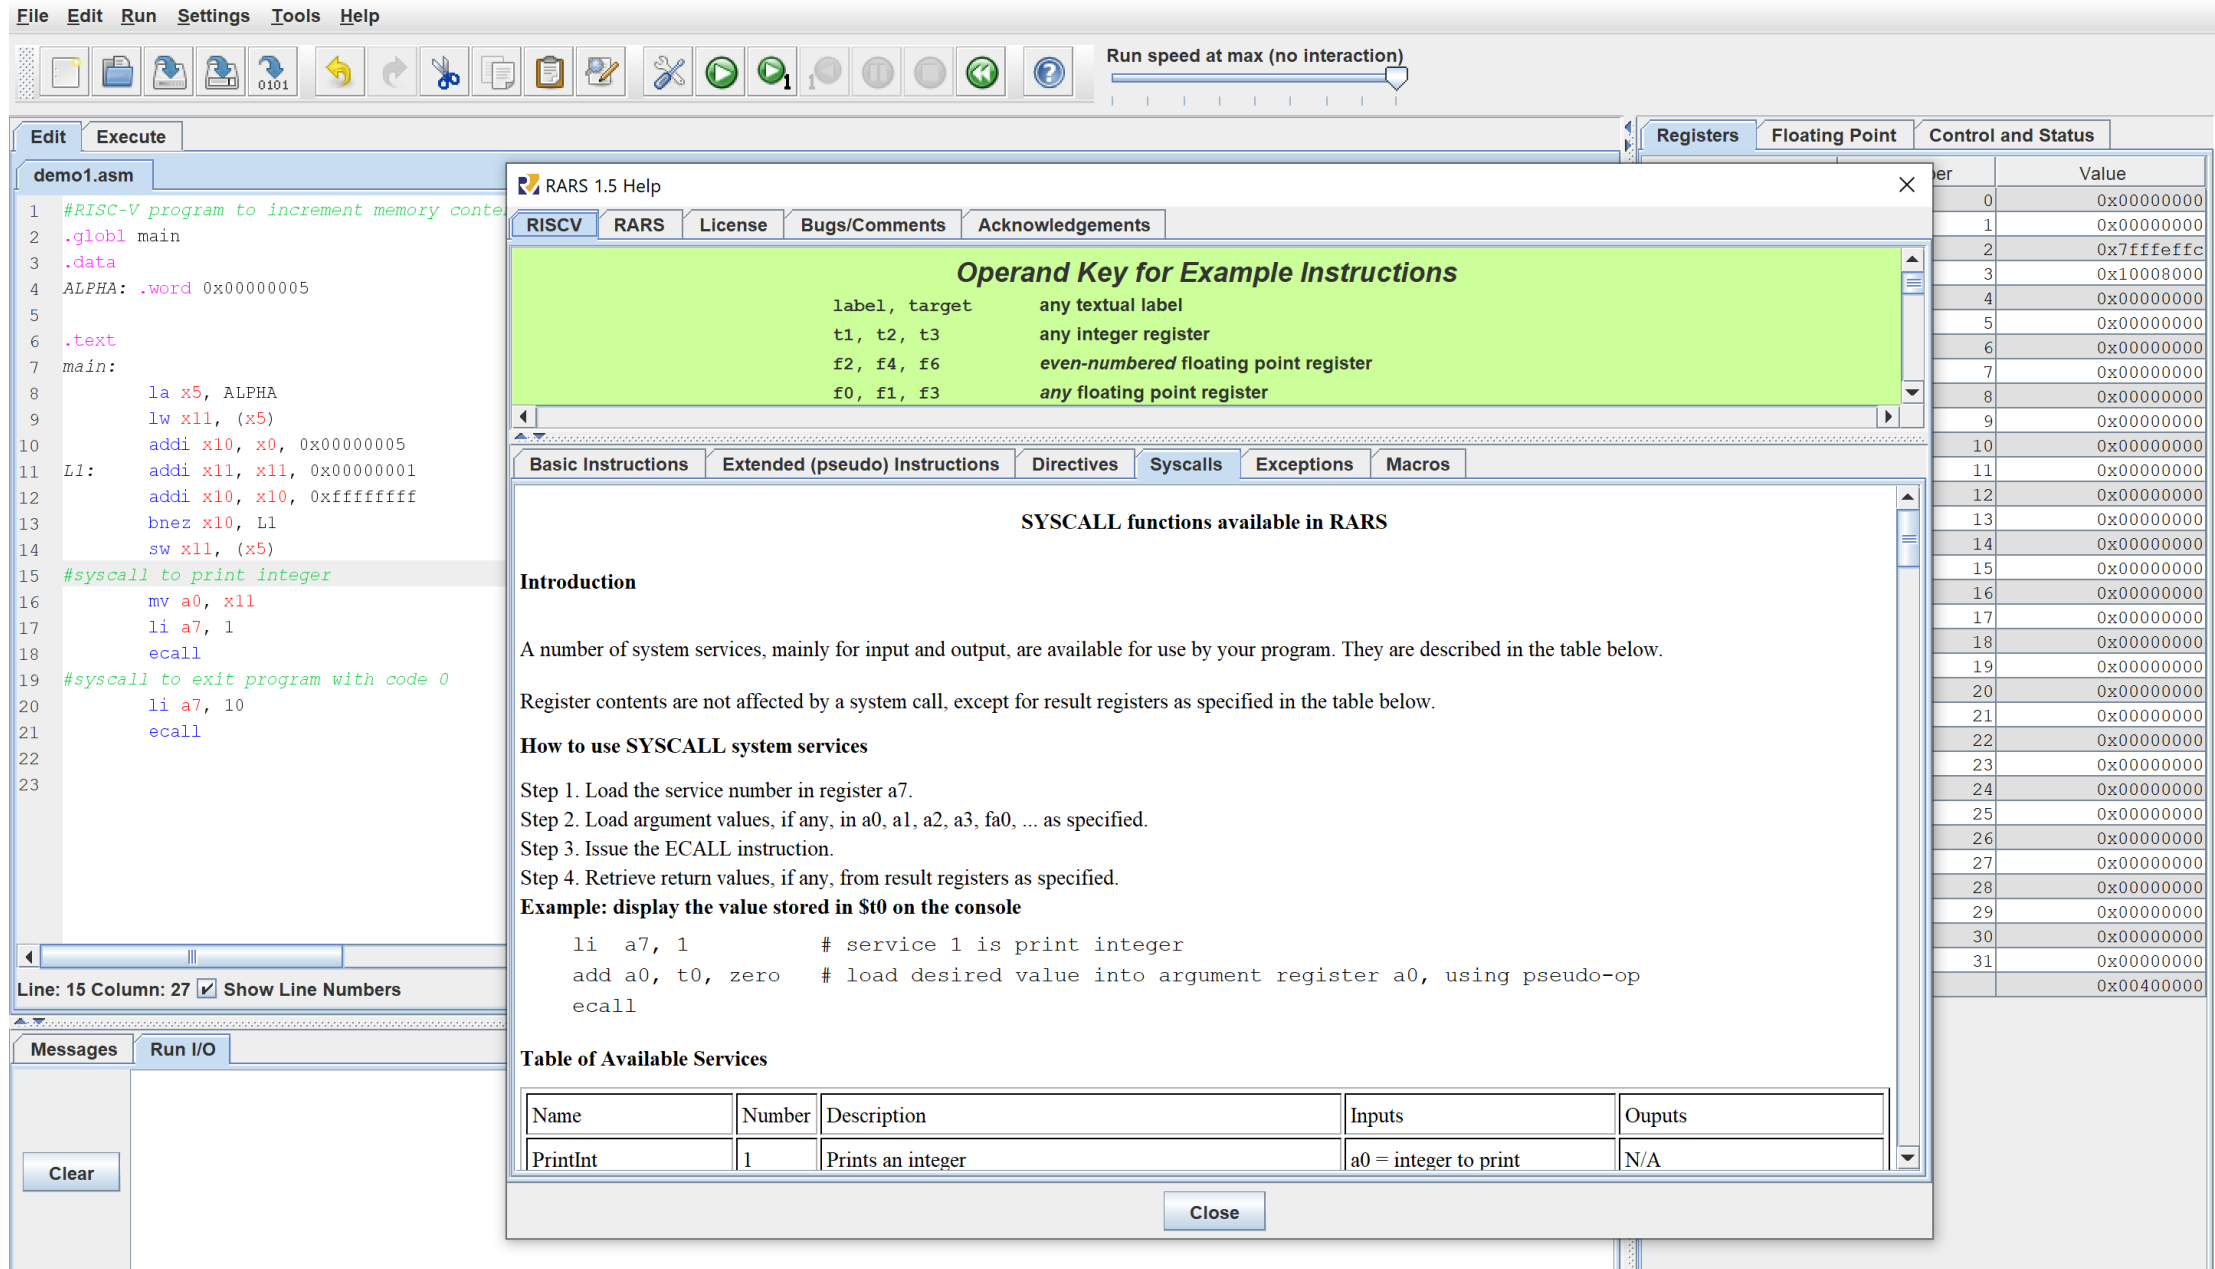 File Edit Run Settings Tools Help
0101
1
1
Run speed at max (no interaction)
Edit Execute
demo1.asm
1 #RISC-V program to increment memory conte
2 .globl main
3 .data
4 ALPHA: .word 0x00000005
5
6 .text
7 main:
8 la x5, ALPHA
9 lw x11, (x5)
10 addi x10, x0, 0x00000005
11 L1: addi x11, x11, 0x00000001
12 addi x10, x10, 0xffffffff
13 bnez x10, L1
14 sw x11, (x5)
15 #syscall to print integer
16 mv a0, x11
17 li a7, 1
18 ecall
19 #syscall to exit program with code 0
20 li a7, 10
21 ecall
22
23
Line: 15 Column: 27 Show Line Numbers
Messages Run I/O
Clear
RARS 1.5 Help
RISCV RARS License Bugs/Comments Acknowledgements
Operand Key for Example Instructions
label, target any textual label
t1, t2, t3 any integer register
f2, f4, f6 even-numbered floating point register
f0, f1, f3 any floating point register
Basic Instructions Extended (pseudo) Instructions Directives Syscalls Exceptions Macros
SYSCALL functions available in RARS
Introduction
A number of system services, mainly for input and output, are available for use by your program. They are described in the table below.
Register contents are not affected by a system call, except for result registers as specified in the table below.
How to use SYSCALL system services
Step 1. Load the service number in register a7.
Step 2. Load argument values, if any, in a0, a1, a2, a3, fa0, ... as specified.
Step 3. Issue the ECALL instruction.
Step 4. Retrieve return values, if any, from result registers as specified.
Example: display the value stored in $t0 on the console
li a7, 1 # service 1 is print integer
add a0, t0, zero # load desired value into argument register a0, using pseudo-op
ecall
Table of Available Services
Name Number Description Inputs Ouputs
PrintInt 1 Prints an integer a0 = integer to print N/A
Close
Registers Floating Point Control and Status
ber Value
0 0x00000000
1 0x00000000
2 0x7fffeffc
3 0x10008000
4 0x00000000
5 0x00000000
6 0x00000000
7 0x00000000
8 0x00000000
9 0x00000000
10 0x00000000
11 0x00000000
12 0x00000000
13 0x00000000
14 0x00000000
15 0x00000000
16 0x00000000
17 0x00000000
18 0x00000000
19 0x00000000
20 0x00000000
21 0x00000000
22 0x00000000
23 0x00000000
24 0x00000000
25 0x00000000
26 0x00000000
27 0x00000000
28 0x00000000
29 0x00000000
30 0x00000000
31 0x00000000
0x00400000